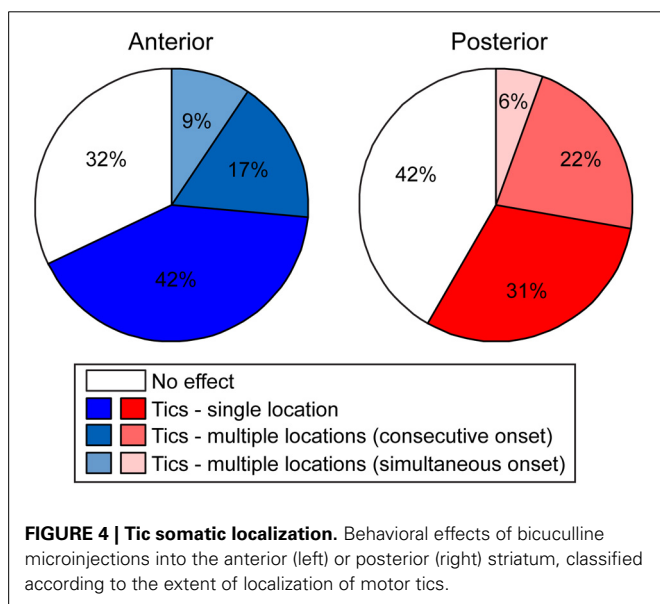 Anterior
Posterior
9%
17%
32%
42%
6%
22%
42%
31%
No effect
Tics - single location
Tics - multiple locations (consecutive onset)
Tics - multiple locations (simultaneous onset)
FIGURE 4 | Tic somatic localization. Behavioral effects of bicuculline
microinjections into the anterior (left) or posterior (right) striatum, classified
according to the extent of localization of motor tics.